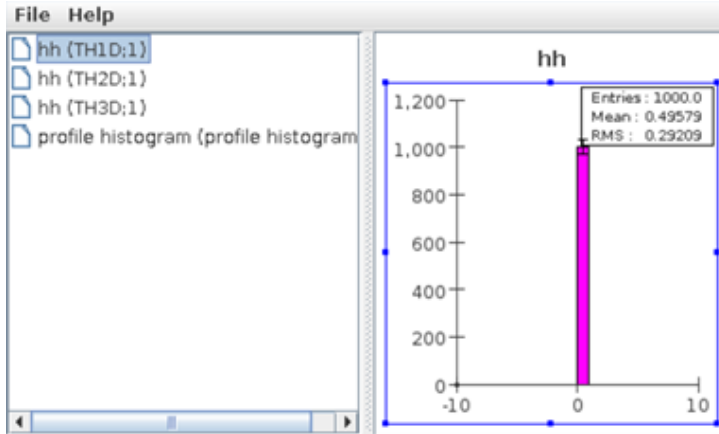 File Help
hh (TH1D;1)
hh (TH2D;1)
hh (TH3D;1)
profile histogram (profile histogram
hh
Entries : 1000.0
Mean : 0.49579
RMS : 0.29209
1,200
1,000
800
600
400
200
0
-10 0 10